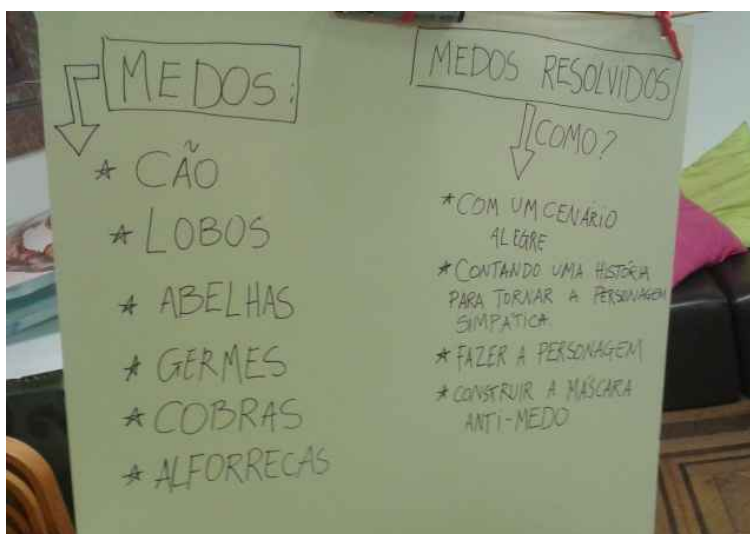 MEDOS:
* CÃO
* LOBOS
* ABELHAS
* GERMES
* COBRAS
* ALFORRECAS
MEDOS RESOLVIDOS
COMO?
* COM UM CENÁRIO
ALEGRE
* CONTANDO UMA HISTÓRIA
PARA TORNAR A PERSONAGEM
SIMPÁTICA.
* FAZER A PERSONAGEM
* CONSTRUIR A MÁSCARA
ANTI-MEDO